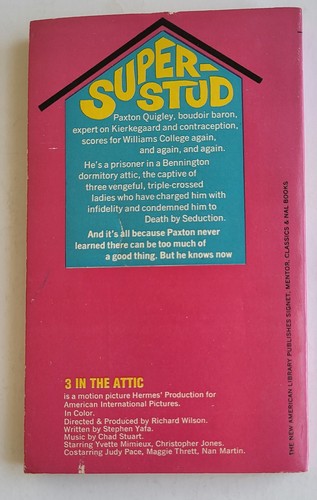 SUPER-
STUD
Paxton Quigley, boudoir baron,
expert on Kierkegaard and contraception,
scores for Williams College again,
and again, and again.
He's a prisoner in a Bennington
dormitory attic, the captive of
three vengeful, triple-crossed
ladies who have charged him with
infidelity and condemned him to
Death by Seduction.
And it's all because Paxton never
learned there can be too much of
a good thing. But he knows now
3 IN THE ATTIC
is a motion picture Hermes' Production for
American International Pictures.
In Color.
Directed & Produced by Richard Wilson.
Written by Stephen Yafa.
Music by Chad Stuart.
Starring Yvette Mimieux, Christopher Jones.
Costarring Judy Pace, Maggie Thrett, Nan Martin.
THE NEW AMERICAN LIBRARY PUBLISHES SIGNET, MENTOR, CLASSICS & NAL BOOKS